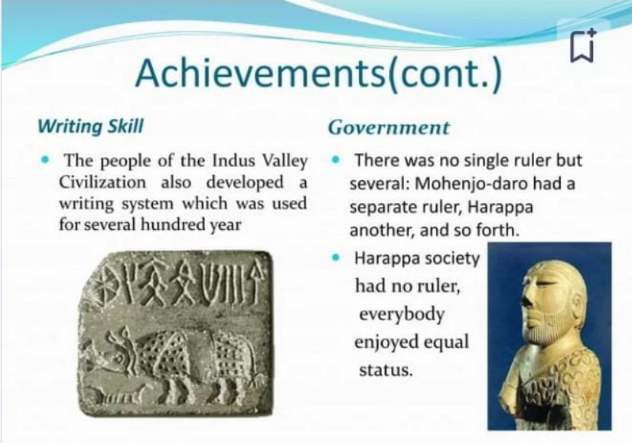 Achievements(cont.)
Writing Skill
• The people of the Indus Valley
Civilization also developed a
writing system which was used
for several hundred year
Government
• There was no single ruler but
several: Mohenjo-daro had a
separate ruler, Harappa
another, and so forth.
• Harappa society
had no ruler,
everybody
enjoyed equal
status.